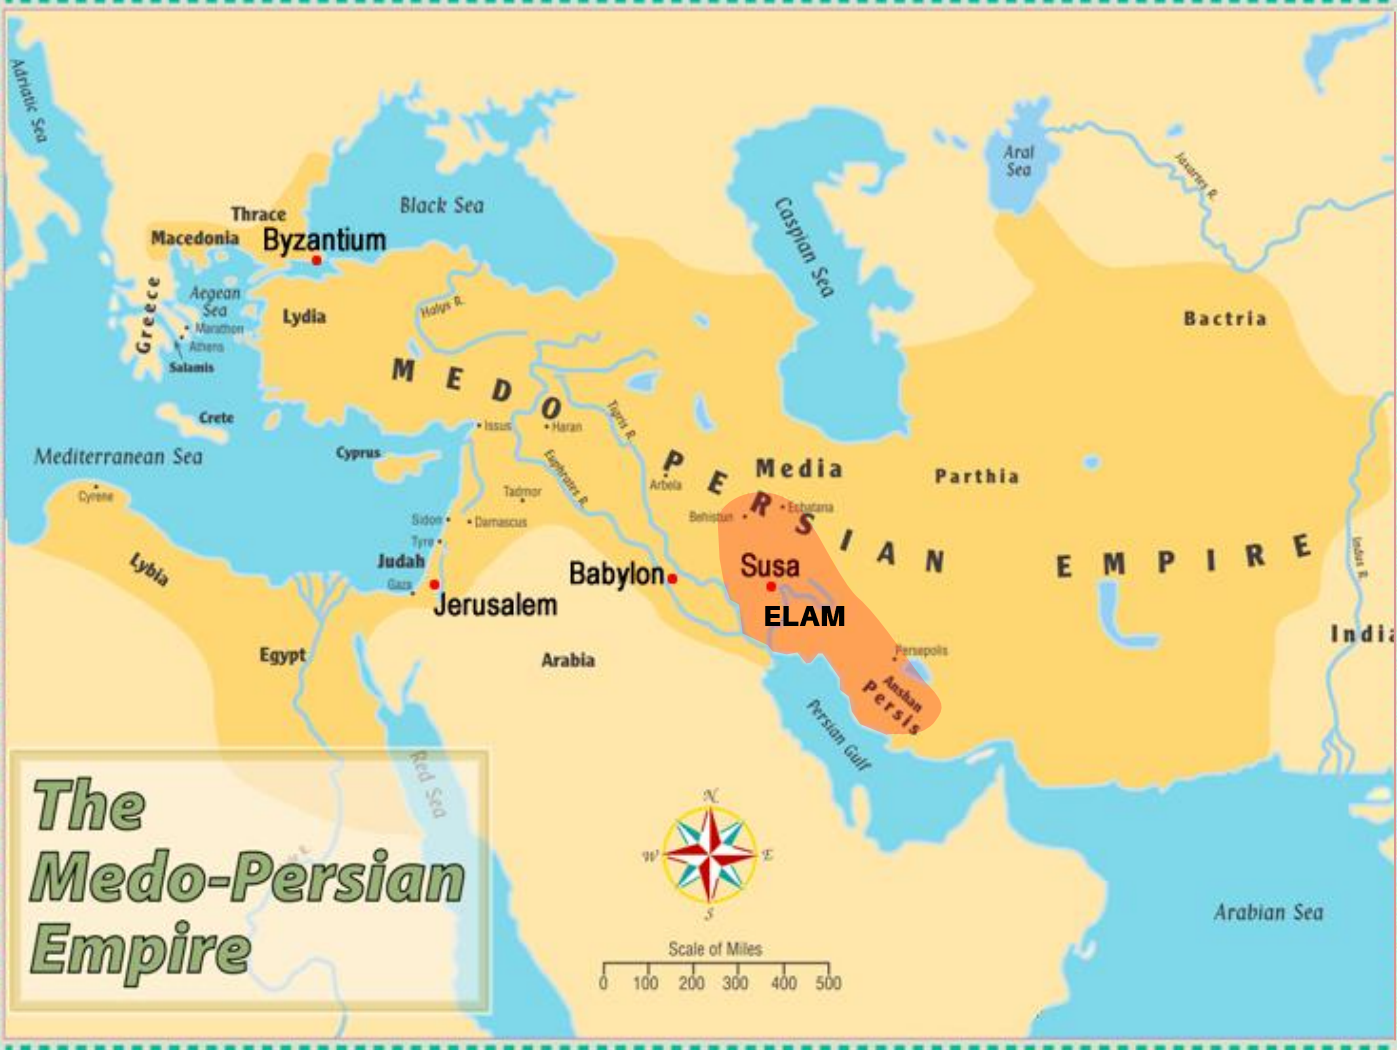 Adriatic Sea
Aral
Sea
Jaxartes R.
Black Sea
Caspian Sea
Thrace
Macedonia
Byzantium
Greece
Aegean
Sea
Marathon
Athens
Salamis
Lydia
Halys R.
Bactria
MEDO
Crete
Issus
Haran
Tigris R.
Mediterranean Sea
Cyprus
Cyrene
Euphrates R.
Tadmor
Arbela
PERSIAN EMPIRE
Media
Parthia
Behistun
Ecbatana
Sidon
Damascus
Tyre
Lybia
Judah
Gaza
Jerusalem
Babylon
Susa
ELAM
Indus R.
India
Egypt
Arabia
Persepolis
Anshan
Persis
Persian Gulf
Red Sea
The
Medo-Persian
Empire
N
W
E
S
Arabian Sea
Scale of Miles
0 100 200 300 400 500